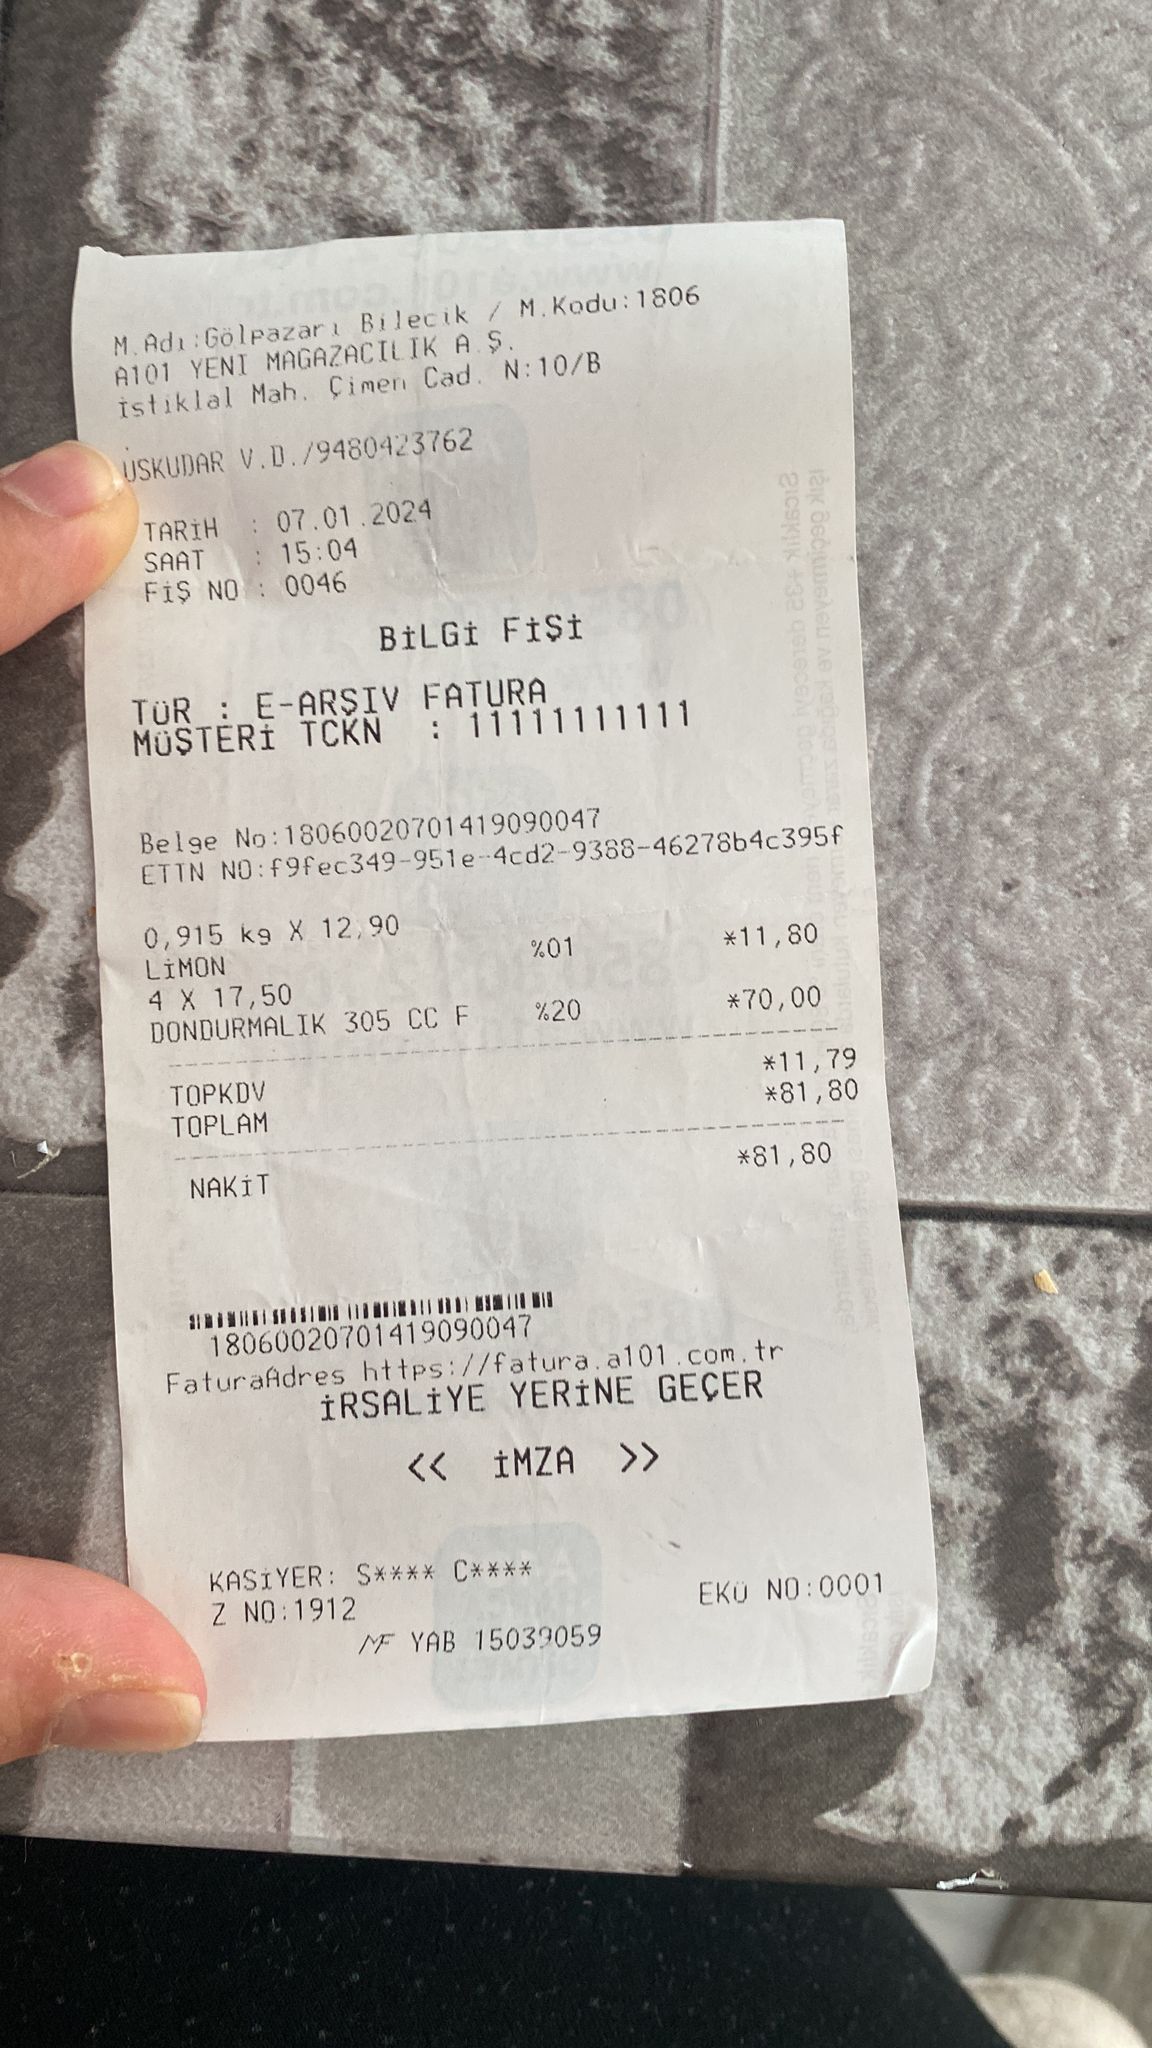 M.Adı:Gölpazarı Bilecik / M.Kodu:1806
A101 YENI MAGAZACILIK A.Ş.
İstiklal Mah. Çimen Cad. N:10/B
ÜSKUDAR V.D./9480423762
TARİH : 07.01.2024
SAAT : 15:04
FİŞ NO : 0046
BİLGİ FİŞİ
TÜR : E-ARŞIV FATURA
MÜŞTERİ TCKN : 11111111111
Belge No:18060020701419090047
ETTN NO:f9fec349-951e-4cd2-9388-46278b4c395f
0,915 kg X 12,90
LİMON %01 *11,80
4 X 17,50
DONDURMALIK 305 CC F %20 *70,00
TOPKDV *11,79
TOPLAM *81,80
NAKİT *81,80
18060020701419090047
FaturaAdres https://fatura.a101.com.tr
İRSALİYE YERİNE GEÇER
<< İMZA >>
KASİYER: S**** C****
Z NO:1912 EKÜ NO:0001
MF YAB 15039059